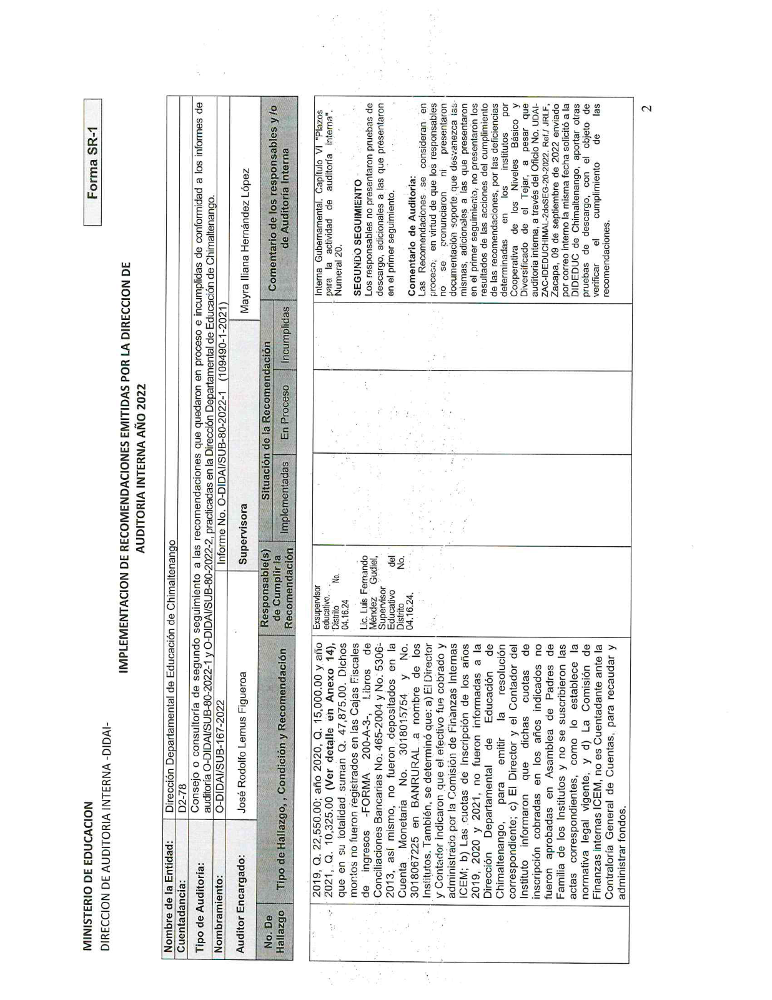 MINISTERIO DE EDUCACION
DIRECCION DE AUDITORIA INTERNA -DIDAI-
Forma SR-1
IMPLEMENTACION DE RECOMENDACIONES EMITIDAS POR LA DIRECCION DE
AUDITORIA INTERNA AÑO 2022
Nombre de la Entidad: Dirección Departamental de Educación de Chimaltenango
Cuentadancia: D2-78
Tipo de Auditoría: Consejo o consultoría de segundo seguimiento a las recomendaciones que quedaron en proceso e incumplidas de conformidad a los informes de
auditoría O-DIDAI/SUB-80-2022-1 y O-DIDAI/SUB-80-2022-2, practicadas en la Dirección Departamental de Educación de Chimaltenango.
Nombramiento: O-DIDAI/SUB-167-2022 Informe No. O-DIDAI/SUB-80-2022-1 (109490-1-2021)
Auditor Encargado: José Rodolfo Lemus Figueroa Supervisora Mayra Iliana Hernández López
No. De
Hallazgo
Tipo de Hallazgo, , Condición y Recomendación
Responsable(s)
de Cumplir la
Recomendación
Situación de la Recomendación
Implementadas En Proceso Incumplidas
Comentario de los responsables y /o
de Auditoría Interna
2019, Q. 22,550.00; año 2020, Q. 15,000.00 y año
2021, Q. 10,325.00 (Ver detalle en Anexo 14),
que en su totalidad suman Q. 47,875.00. Dichos
montos no fueron registrados en las Cajas Fiscales
de ingresos -FORMA 200-A-3-, Libros de
Conciliaciones Bancarias No. 465-2004 y No. 5306-
2013, así mismo, no fueron depositados en la
Cuenta Monetaria No. 3018015754 y No.
3018067225 en BANRURAL a nombre de los
Institutos. También, se determinó que: a) El Director
y Contador indicaron que el efectivo fue cobrado y
administrado por la Comisión de Finanzas Internas
ICEM; b) Las cuotas de Inscripción de los años
2019, 2020 y 2021, no fueron informadas a la
Dirección Departamental de Educación de
Chimaltenango, para emitir la resolución
correspondiente; c) El Director y el Contador del
Instituto informaron que dichas cuotas de
inscripción cobradas en los años indicados no
fueron aprobadas en Asamblea de Padres de
Familia de los Institutos y no se suscribieron las
actas correspondientes, como lo establece la
normativa legal vigente, y d) La Comisión de
Finanzas internas ICEM, no es Cuentadante ante la
Contraloría General de Cuentas, para recaudar y
administrar fondos.
Exsupervisor
educativo.
Distrito No.
04.16.24
Lic. Luis Fernando
Méndez Gudiel,
Supervisor
Educativo del
Distrito No.
04.16.24.
Interna Gubernamental. Capítulo VI "Plazos
para la actividad de auditoría interna".
Numeral 20.
SEGUNDO SEGUIMIENTO
Los responsables no presentaron pruebas de
descargo, adicionales a las que presentaron
en el primer seguimiento.
Comentario de Auditoria:
Las Recomendaciones se consideran en
proceso, en virtud de que los responsables
no se pronunciaron ni presentaron
documentación soporte que desvanezca las
mismas, adicionales a las que presentaron
en el primer seguimiento, no presentaron los
resultados de las acciones del cumplimiento
de las recomendaciones, por las deficiencias
determinadas en los institutos por
Cooperativa de los Niveles Básico y
Diversificado de el Tejar, a pesar que
auditoría interna, a través del Oficio No. UDAI-
ZAC-IDEDUCHIMAL-2doSEG-20-2022. Ref./ JRLF,
Zacapa, 09 de septiembre de 2022 enviado
por correo interno la misma fecha solicitó a la
DIDEDUC de Chimaltenango, aportar otras
pruebas de descargo, con el objeto de
verificar el cumplimiento de las
recomendaciones.
2